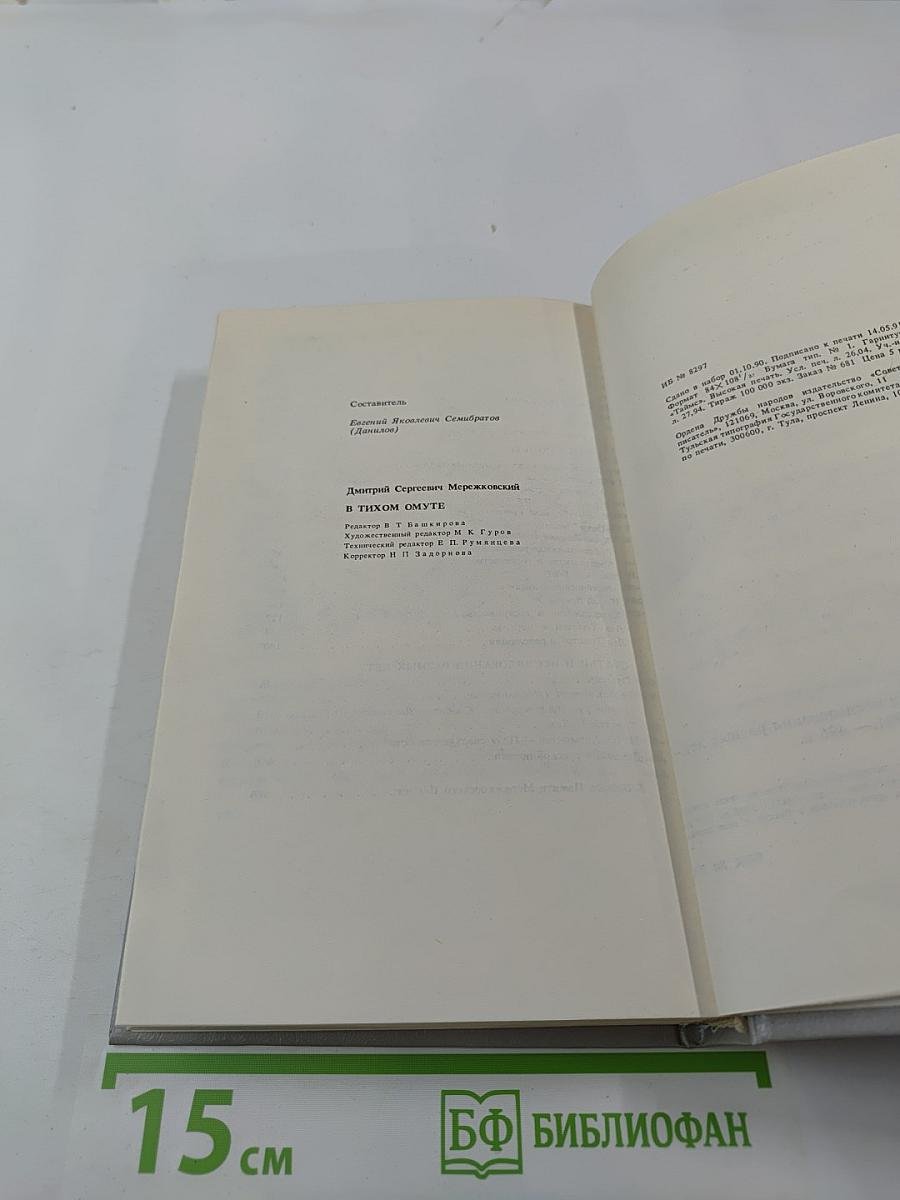 Составитель
Евгений Яковлевич Семибратов
(Данилов)
Дмитрий Сергеевич Мережковский
В ТИХОМ ОМУТЕ
Редактор В Т Башкирова
Художественный редактор М К Гуров
Технический редактор Е П. Румянцева
Корректор Н П Задорнова
ИБ № 8297
Сдано в набор 01.10.90. Подписано к печати 14.05.9
Формат 84×108¹/₃₂ Бумага тип. № 1. Гарниту
«Таймс». Высокая печать. Усл. печ. л. 26,04. Уч.-и
л. 27,94. Тираж 100 000 экз. Заказ № 681 Цена 5 р
Ордена Дружбы народов издательство «Совет
писатель», 121069, Москва, ул. Воровского, 11
Тульская типография Государственного комитета
по печати, 300600, г. Тула, проспект Ленина, 10
15 см
БФ БИБЛИОФАН